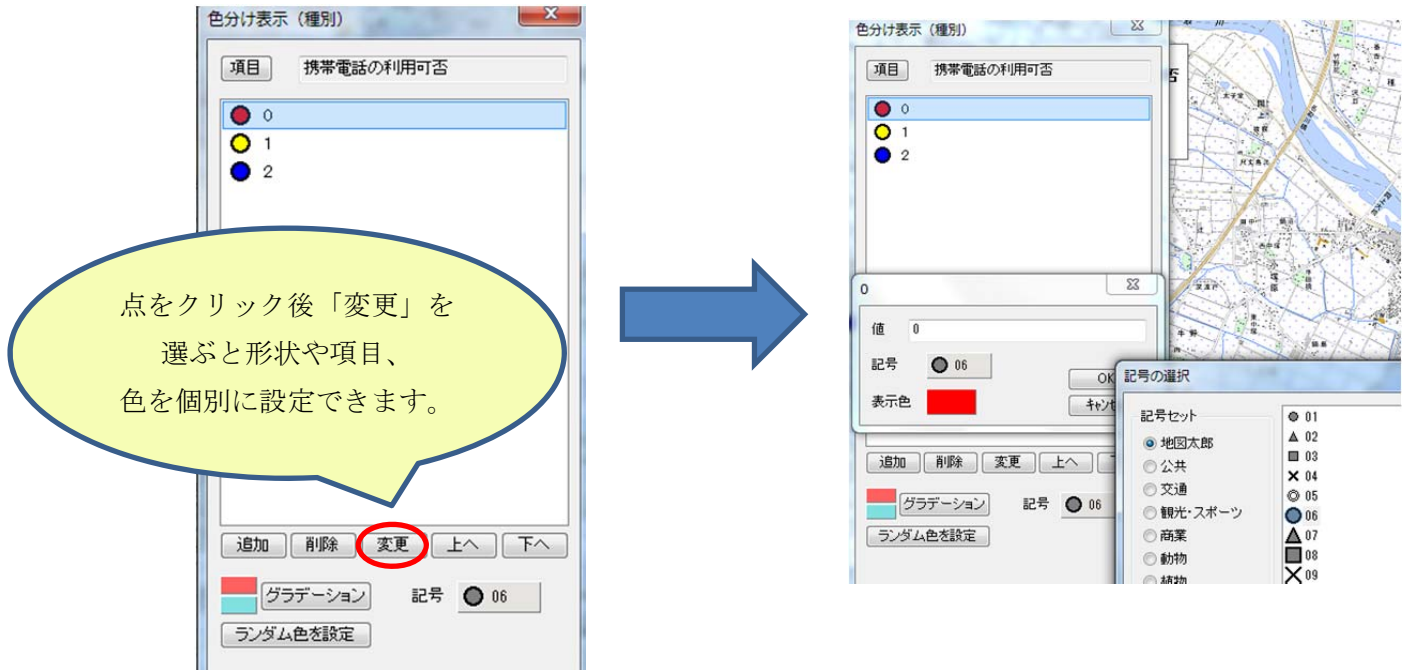 色分け表示（種別）
項目 携帯電話の利用可否
0
1
2
点をクリック後「変更」を
選ぶと形状や項目、
色を個別に設定できます。
追加 削除 変更 上へ 下へ
グラデーション 記号 06
ランダム色を設定
色分け表示（種別）
項目 携帯電話の利用可否
0
1
2
0
値 0
記号 06
OK
表示色
追加 削除 変更 上へ
グラデーション 記号 06
ランダム色を設定
記号の選択
記号セット
地図太郎
公共
交通
観光・スポーツ
商業
動物
植物
01
02
03
04
05
06
07
08
09